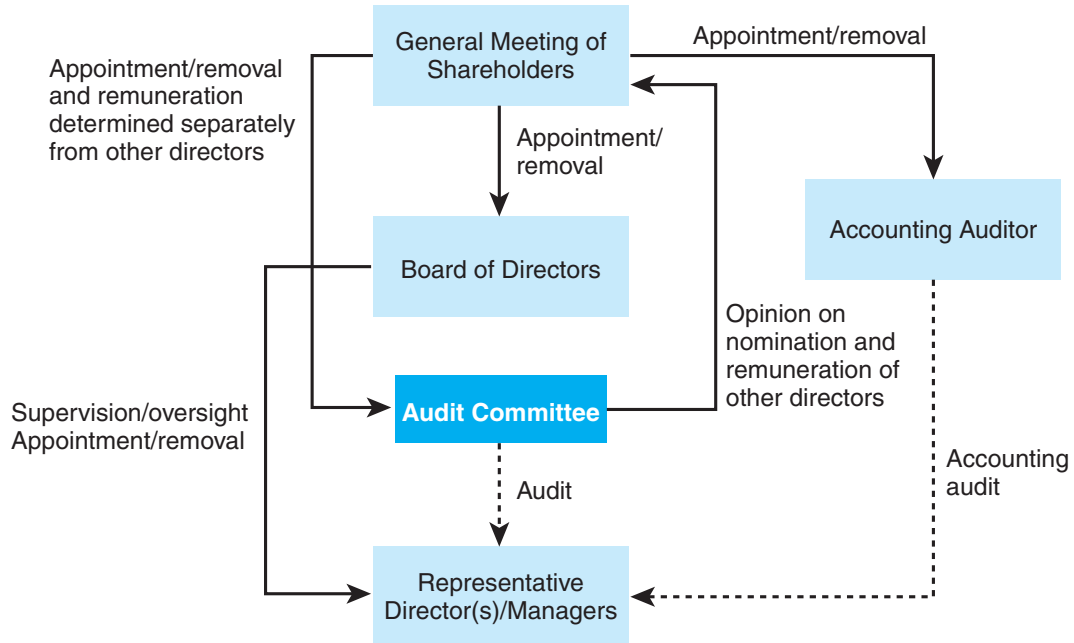 General Meeting of
Shareholders
Appointment/removal
Appointment/removal
and remuneration
determined separately
from other directors
Appointment/
removal
Accounting Auditor
Board of Directors
Opinion on
nomination and
remuneration of
other directors
Audit Committee
Supervision/oversight
Appointment/removal
Audit
Accounting
audit
Representative
Director(s)/Managers